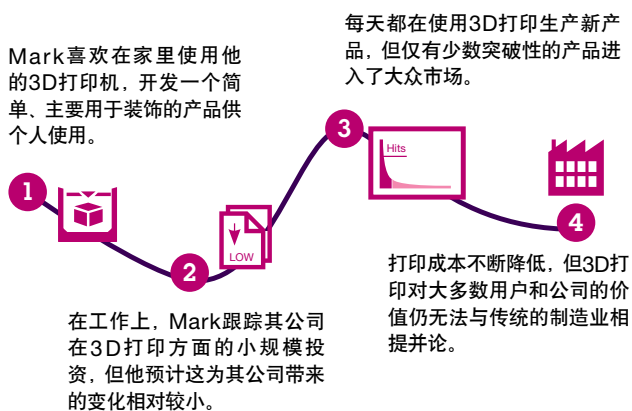 Mark喜欢在家里使用他
的3D打印机，开发一个简
单、主要用于装饰的产品供
个人使用。
1
2
LOW
在工作上，Mark跟踪其公司
在3D打印方面的小规模投
资，但他预计这为其公司带来
的变化相对较小。
每天都在使用3D打印生产新产
品，但仅有少数突破性的产品进
入了大众市场。
3
Hits
4
打印成本不断降低，但3D打
印对大多数用户和公司的价
值仍无法与传统的制造业相
提并论。